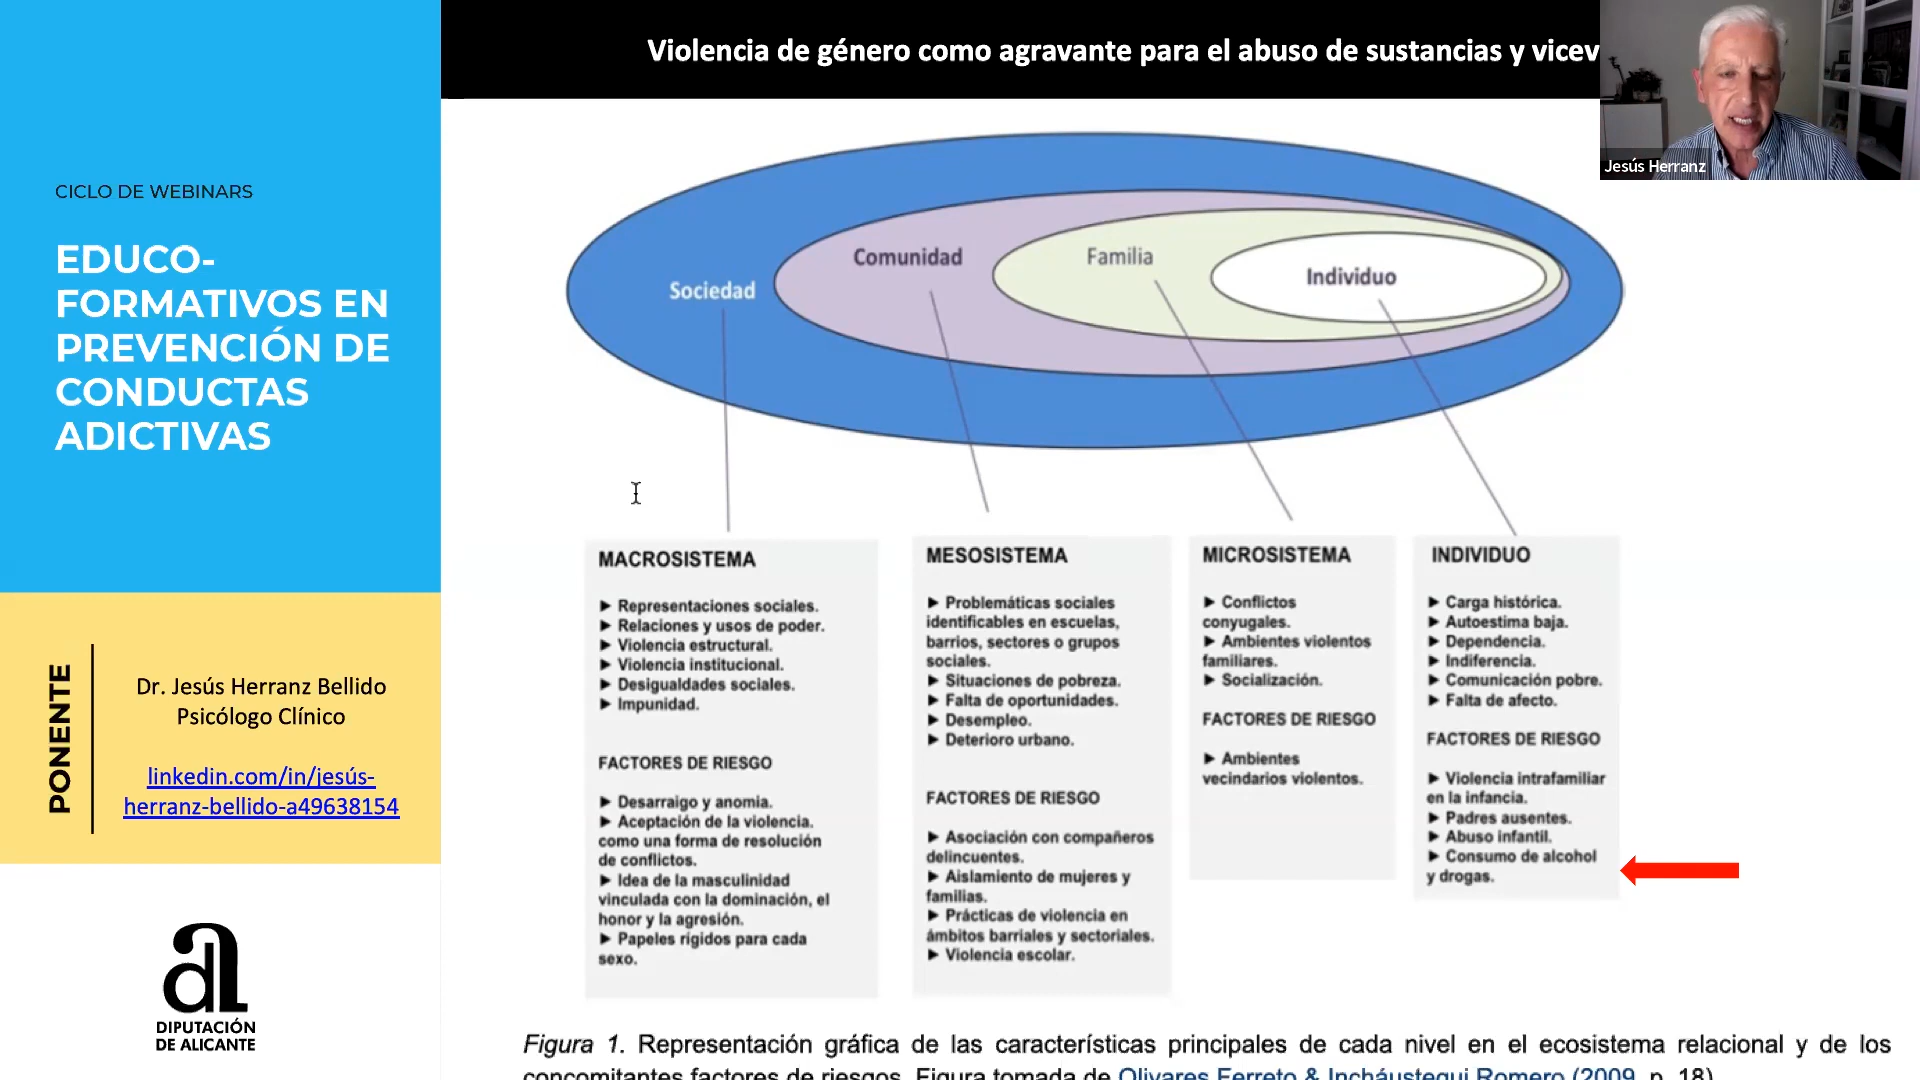 CICLO DE WEBINARS
EDUCO-
FORMATIVOS EN
PREVENCIÓN DE
CONDUCTAS
ADICTIVAS
PONENTE
Dr. Jesús Herranz Bellido
Psicólogo Clínico
linkedin.com/in/jesús-
herranz-bellido-a49638154
DIPUTACIÓN
DE ALICANTE
Violencia de género como agravante para el abuso de sustancias y vicev
Jesús Herranz
Sociedad
Comunidad
Familia
Individuo
MACROSISTEMA
► Representaciones sociales.
► Relaciones y usos de poder.
► Violencia estructural.
► Violencia institucional.
► Desigualdades sociales.
► Impunidad.
FACTORES DE RIESGO
► Desarraigo y anomia.
► Aceptación de la violencia.
como una forma de resolución
de conflictos.
► Idea de la masculinidad
vinculada con la dominación, el
honor y la agresión.
► Papeles rígidos para cada
sexo.
MESOSISTEMA
► Problemáticas sociales
identificables en escuelas,
barrios, sectores o grupos
sociales.
► Situaciones de pobreza.
► Falta de oportunidades.
► Desempleo.
► Deterioro urbano.
FACTORES DE RIESGO
► Asociación con compañeros
delincuentes.
► Aislamiento de mujeres y
familias.
► Prácticas de violencia en
ámbitos barriales y sectoriales.
► Violencia escolar.
MICROSISTEMA
► Conflictos
conyugales.
► Ambientes violentos
familiares.
► Socialización.
FACTORES DE RIESGO
► Ambientes
vecindarios violentos.
INDIVIDUO
► Carga histórica.
► Autoestima baja.
► Dependencia.
► Indiferencia.
► Comunicación pobre.
► Falta de afecto.
FACTORES DE RIESGO
► Violencia intrafamiliar
en la infancia.
► Padres ausentes.
► Abuso infantil.
► Consumo de alcohol
y drogas.
Figura 1. Representación gráfica de las características principales de cada nivel en el ecosistema relacional y de los
concomitantes factores de riesgos. Figura tomada de Olivares Ferreto & Incháustegui Romero (2009, p. 18)